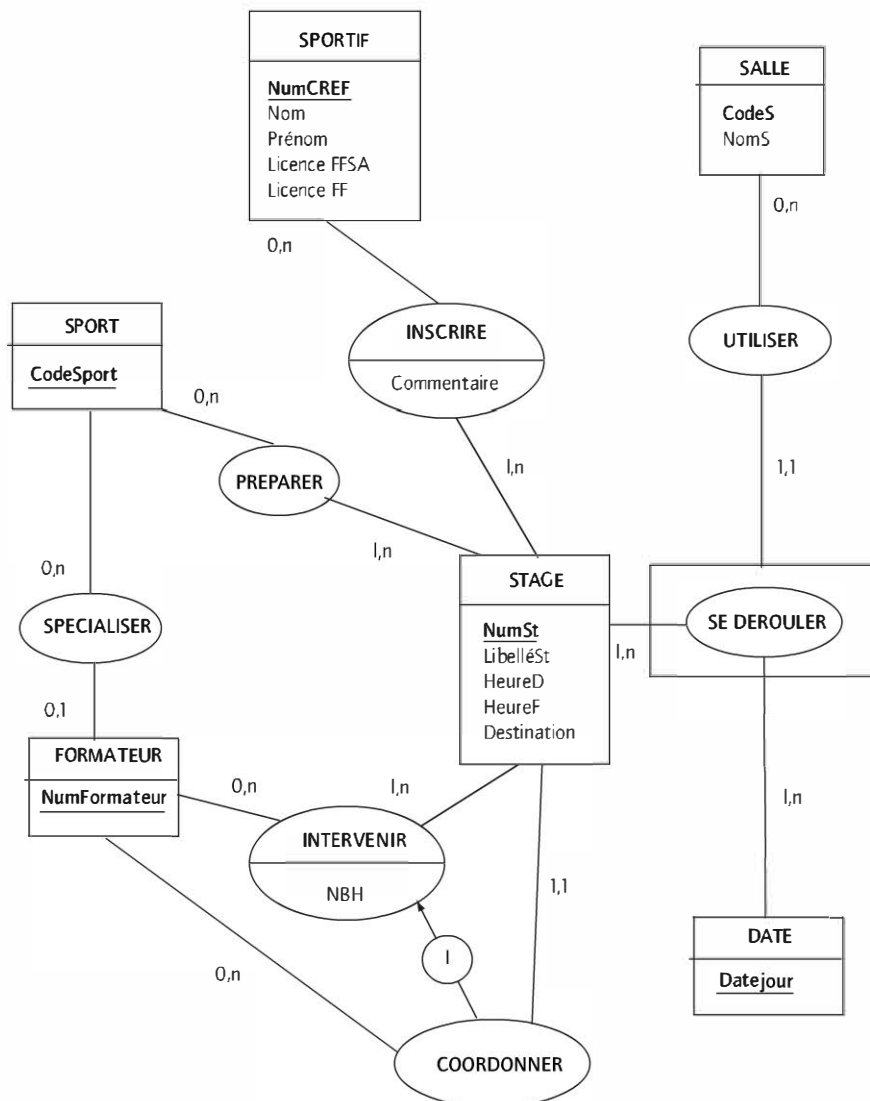 SPORTIF
NumCREF
Nom
Prénom
Licence FFSA
Licence FF
SALLE
CodeS
NomS
0,n
0,n
SPORT
CodeSport
INSCRIRE
Commentaire
UTILISER
0,n
I,n
1,1
PREPARER
I,n
0,n
SPECIALISER
STAGE
NumSt
LibelléSt
HeureD
HeureF
Destination
SE DEROULER
I,n
0,1
FORMATEUR
NumFormateur
0,n
I,n
I,n
INTERVENIR
NBH
1,1
DATE
Datejour
0,n
I
COORDONNER